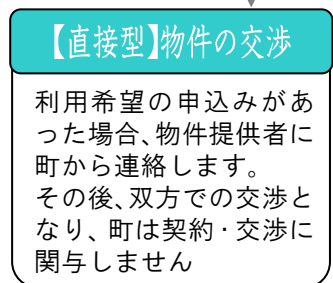 【直接型】物件の交渉
利用希望の申込みがあ
った場合、物件提供者に
町から連絡します。
その後、双方での交渉と
なり、町は契約・交渉に
関与しません